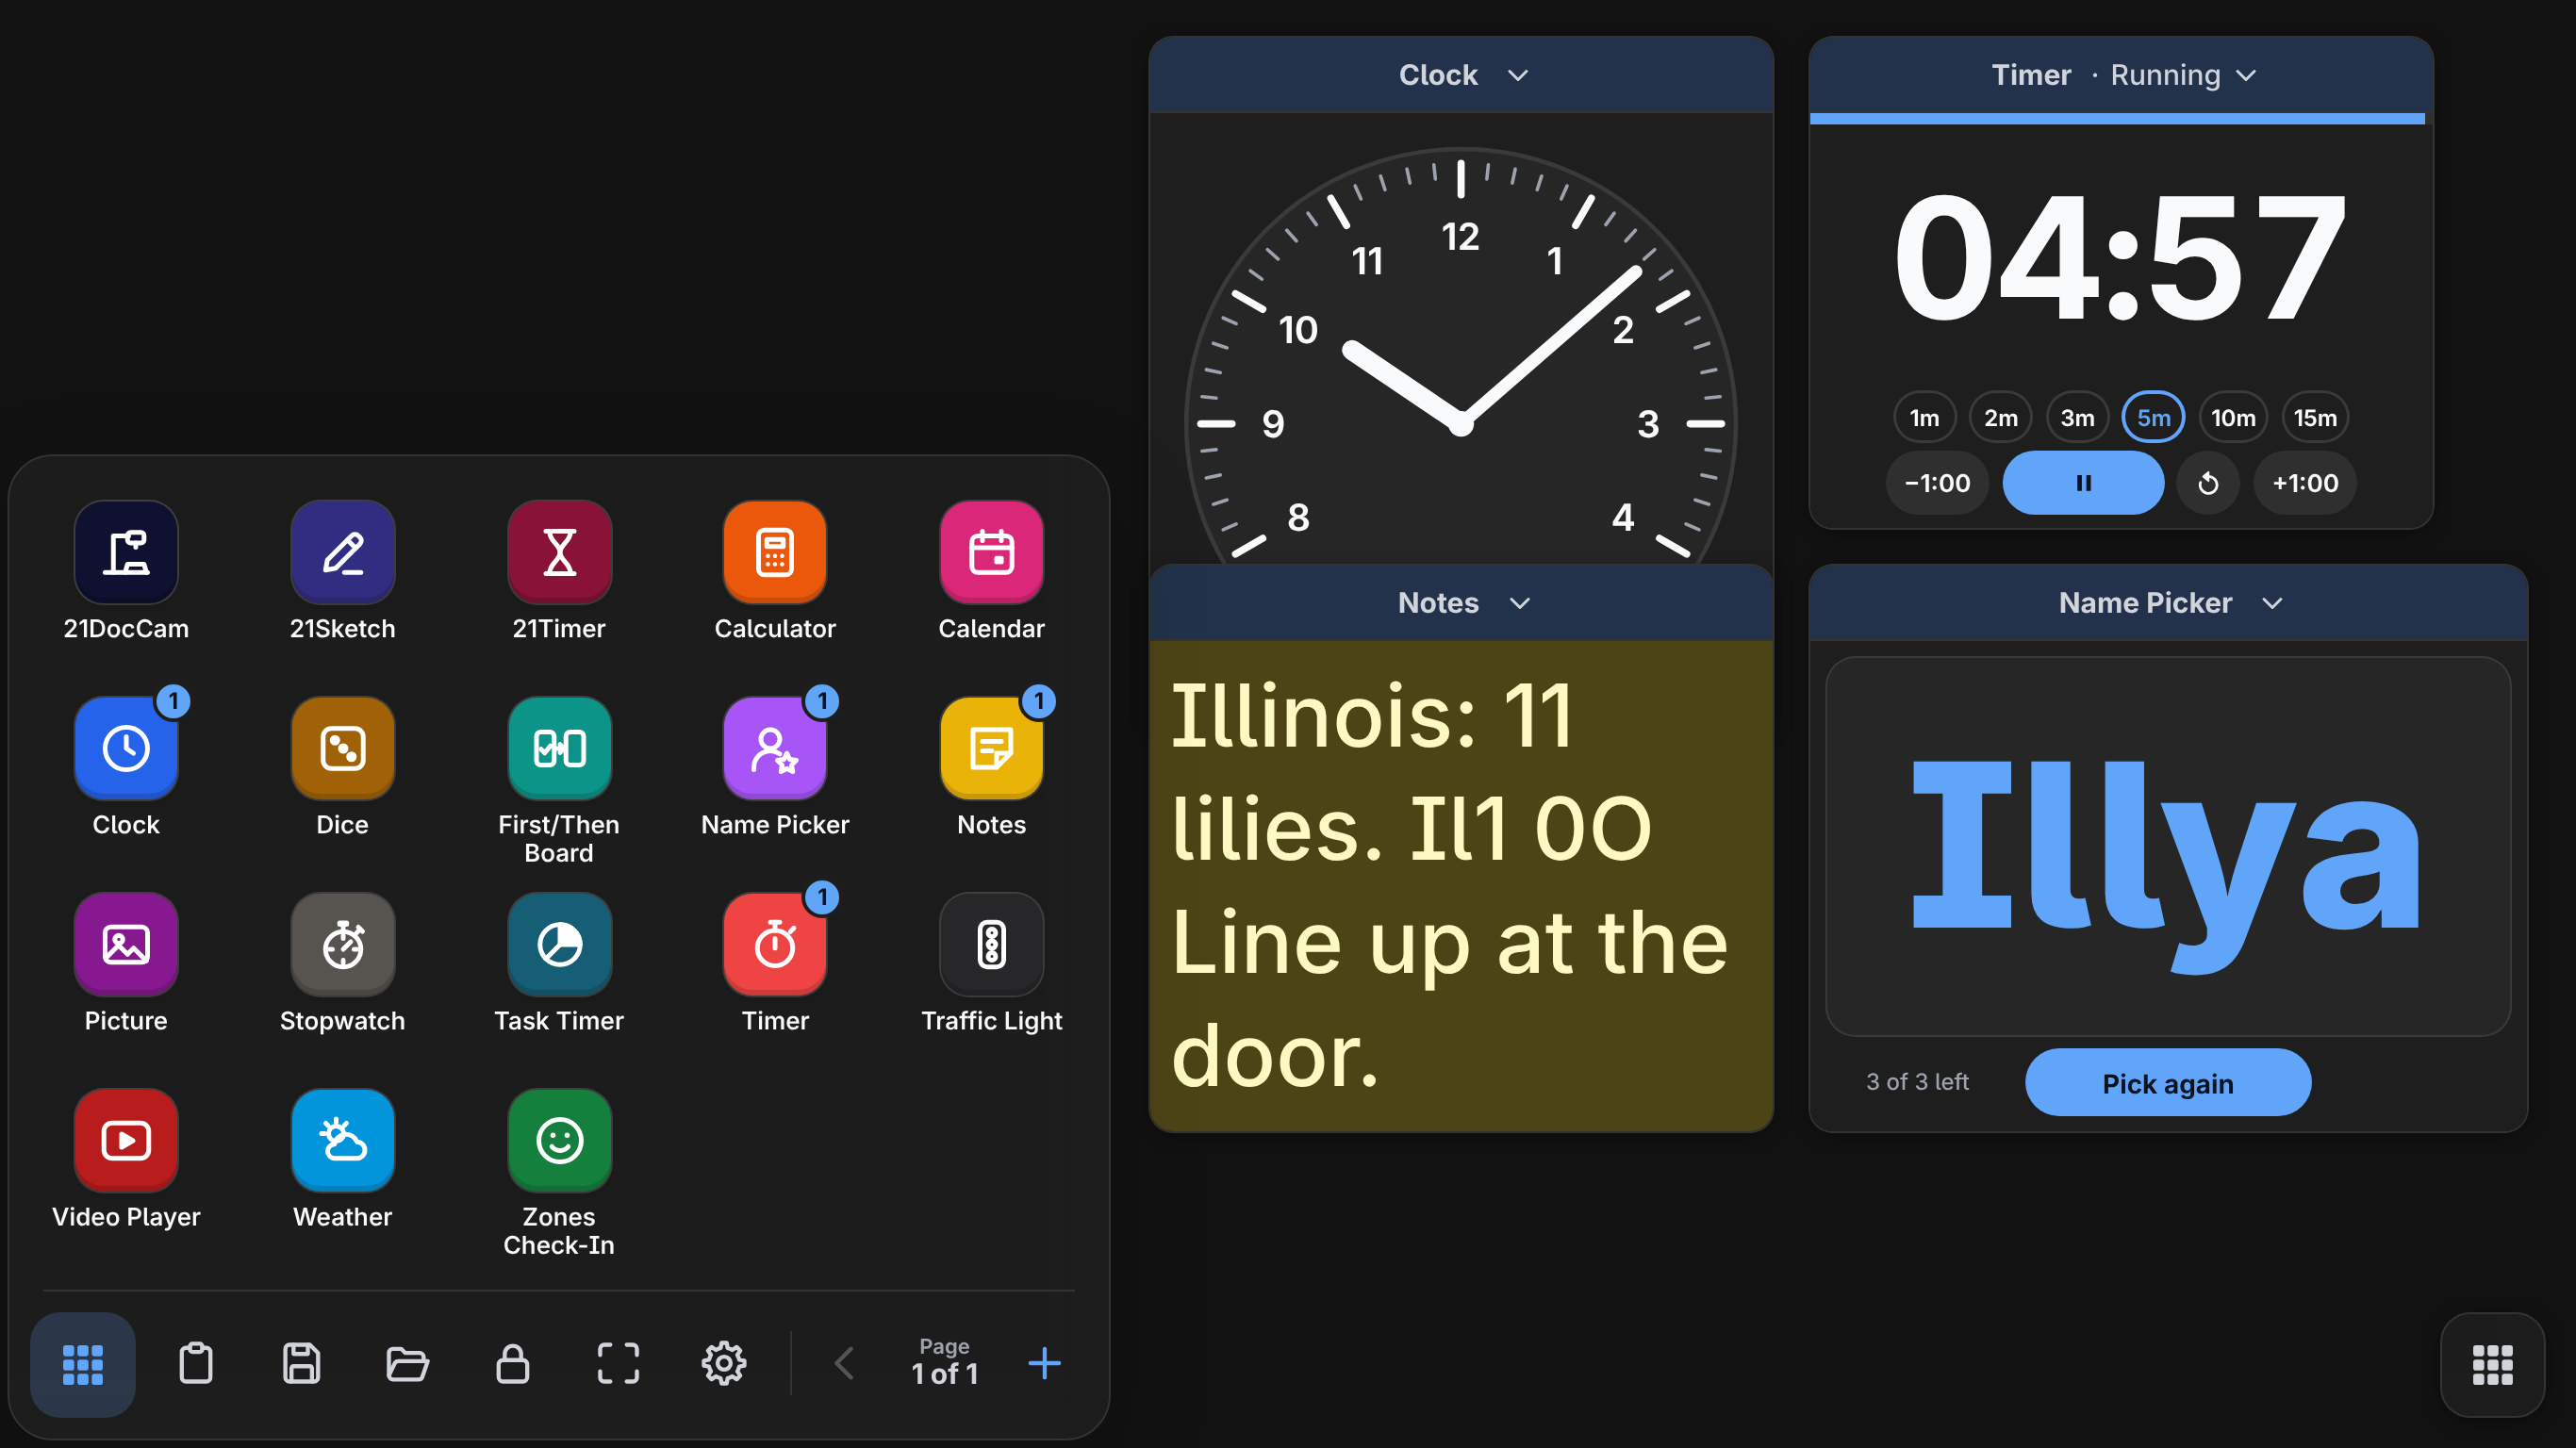 Clock
12
11
1
10
2
9
3
8
4
Timer · Running
04:57
1m 2m 3m 5m 10m 15m
−1:00
+1:00
21DocCam
21Sketch
21Timer
Calculator
Calendar
1
1
1
Clock
Dice
First/Then
Board
Name Picker
Notes
1
Picture
Stopwatch
Task Timer
Timer
Traffic Light
Video Player
Weather
Zones
Check-In
Page
1 of 1
Notes
Illinois: 11
lilies. Il1 0O
Line up at the
door.
Name Picker
Illya
3 of 3 left
Pick again